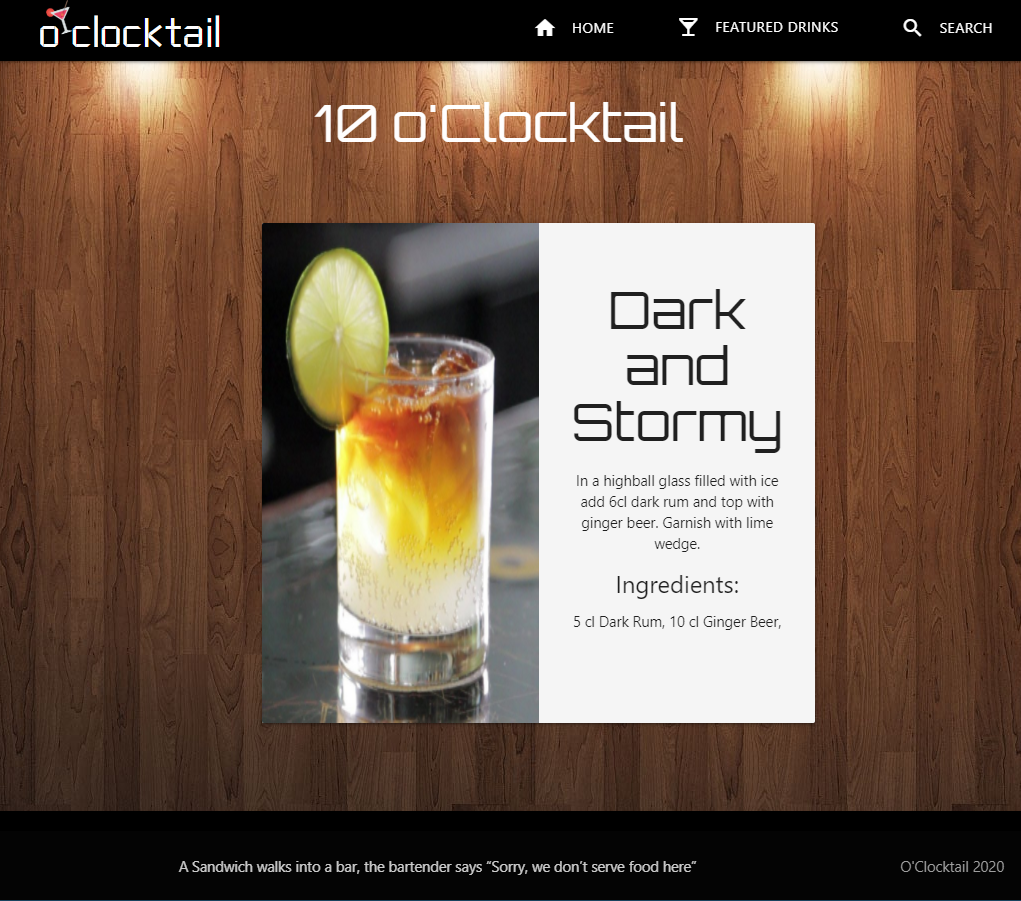 o'clocktail
HOME
FEATURED DRINKS
SEARCH
10 o'Clocktail
Dark
and
Stormy
In a highball glass filled with ice
add 6cl dark rum and top with
ginger beer. Garnish with lime
wedge.
Ingredients:
5 cl Dark Rum, 10 cl Ginger Beer,
A Sandwich walks into a bar, the bartender says “Sorry, we don’t serve food here”
O'Clocktail 2020